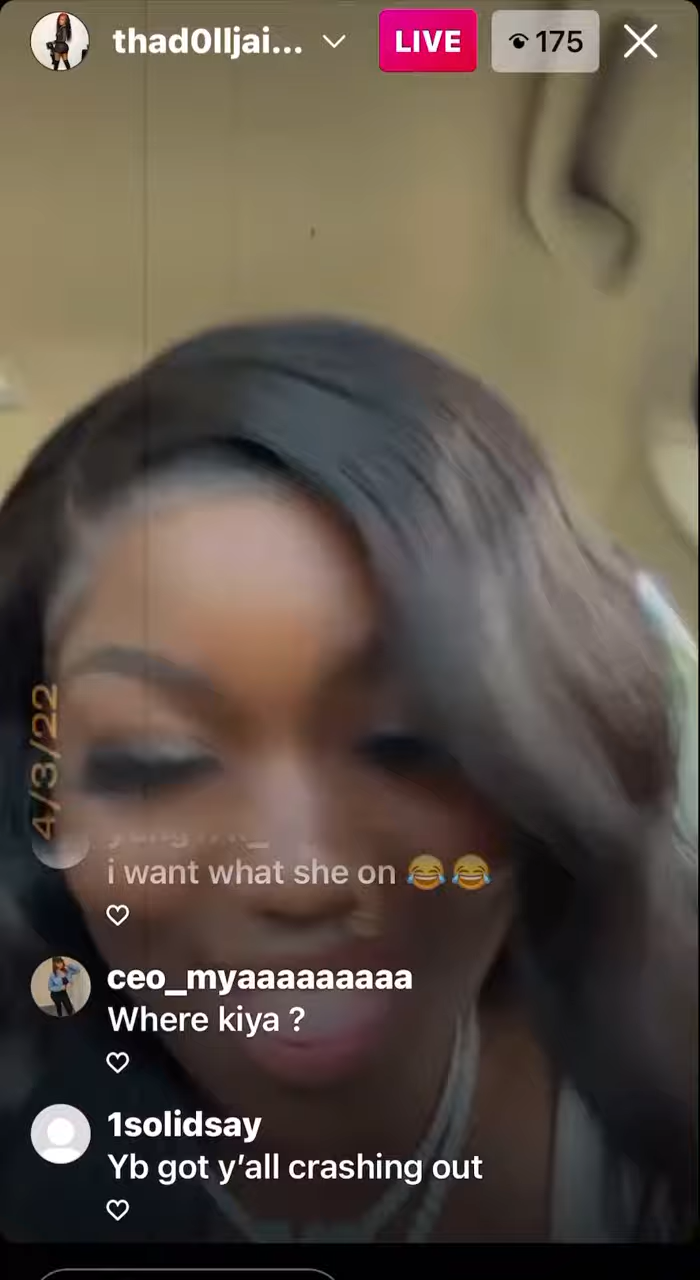 thad0lljai...
LIVE
175
4/3/22
i want what she on 😂😂
ceo_myaaaaaaaaa
Where kiya ?
1solidsay
Yb got y’all crashing out